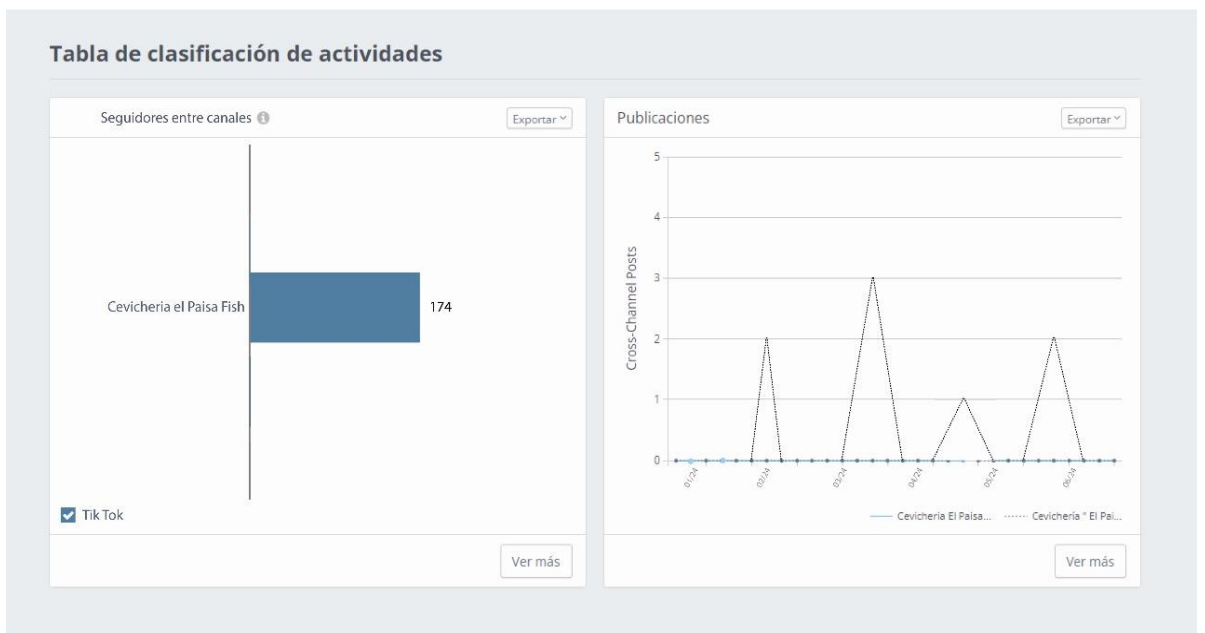 Tabla de clasificación de actividades
Seguidores entre canales
Exportar
Cevicheria el Paisa Fish
174
Tik Tok
Ver más
Publicaciones
Exportar
Cross-Channel Posts
5
4
3
2
1
0
01/24
02/24
03/24
04/24
05/24
06/24
Cevichería El Paisa...
Cevichería " El Pai...
Ver más